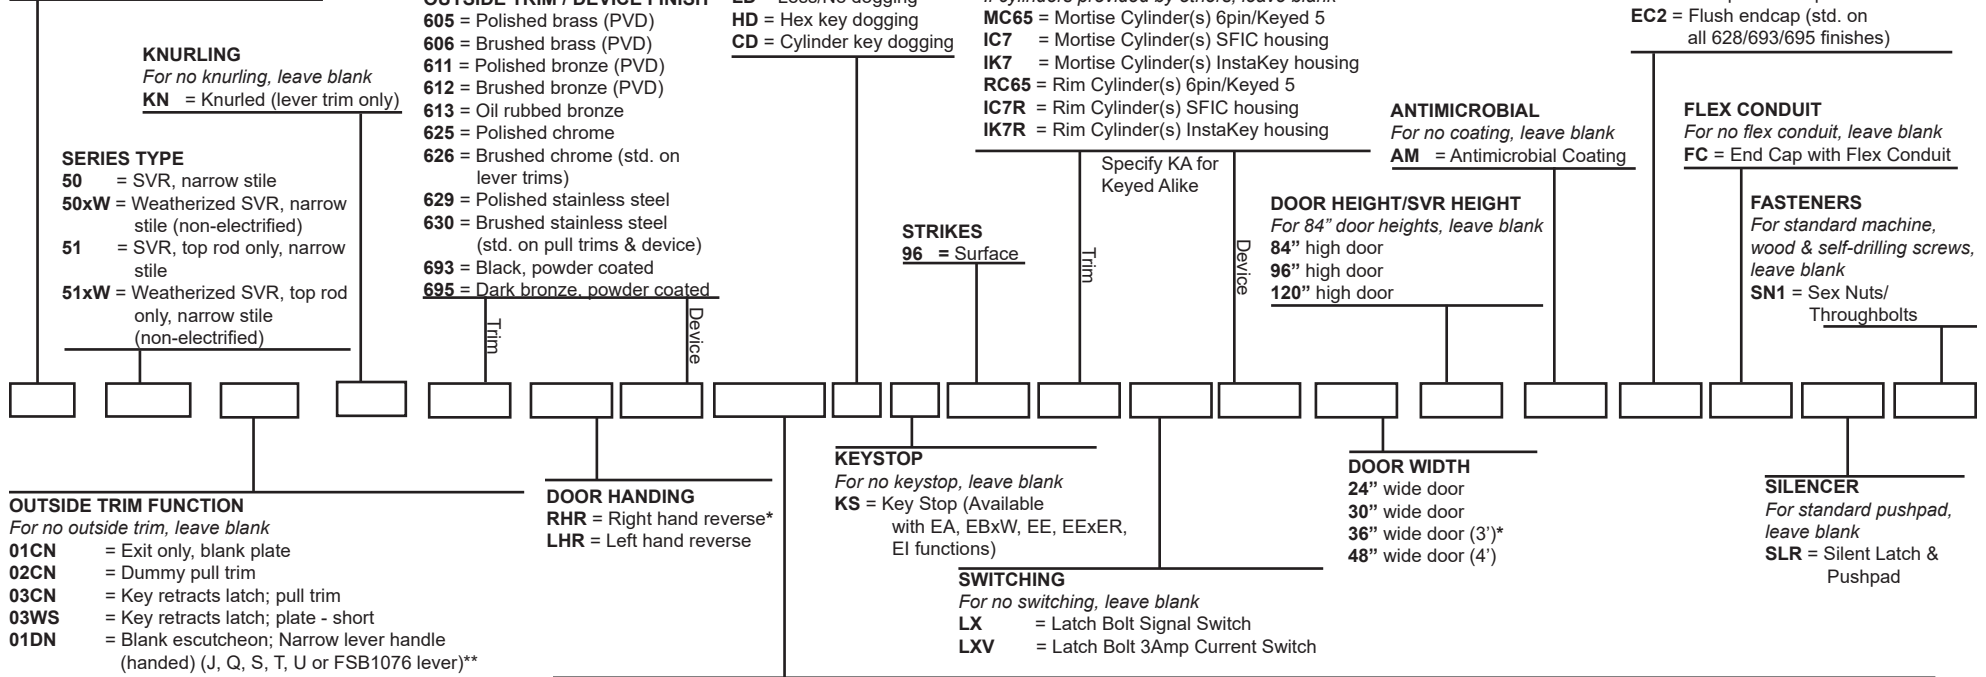 OUTSIDE TRIM / DEVICE FINISH
605 = Polished brass (PVD)
606 = Brushed brass (PVD)
611 = Polished bronze (PVD)
612 = Brushed bronze (PVD)
613 = Oil rubbed bronze
625 = Polished chrome
626 = Brushed chrome (std. on
lever trims)
629 = Polished stainless steel
630 = Brushed stainless steel
(std. on pull trims & device)
693 = Black, powder coated
695 = Dark bronze, powder coated
Trim
Device
KNURLING
For no knurling, leave blank
KN = Knurled (lever trim only)
SERIES TYPE
50 = SVR, narrow stile
50xW = Weatherized SVR, narrow
stile (non-electrified)
51 = SVR, top rod only, narrow
stile
51xW = Weatherized SVR, top rod
only, narrow stile
(non-electrified)
HD = Hex key dogging
CD = Cylinder key dogging
If cylinders provided by others, leave blank
MC65 = Mortise Cylinder(s) 6pin/Keyed 5
IC7 = Mortise Cylinder(s) SFIC housing
IK7 = Mortise Cylinder(s) InstaKey housing
RC65 = Rim Cylinder(s) 6pin/Keyed 5
IC7R = Rim Cylinder(s) SFIC housing
IK7R = Rim Cylinder(s) InstaKey housing
Specify KA for
Keyed Alike
Trim
Device
STRIKES
96 = Surface
DOOR HEIGHT/SVR HEIGHT
For 84” door heights, leave blank
84” high door
96” high door
120” high door
ANTIMICROBIAL
For no coating, leave blank
AM = Antimicrobial Coating
EC2 = Flush endcap (std. on
all 628/693/695 finishes)
FLEX CONDUIT
For no flex conduit, leave blank
FC = End Cap with Flex Conduit
FASTENERS
For standard machine,
wood & self-drilling screws,
leave blank
SN1 = Sex Nuts/
Throughbolts
OUTSIDE TRIM FUNCTION
For no outside trim, leave blank
01CN = Exit only, blank plate
02CN = Dummy pull trim
03CN = Key retracts latch; pull trim
03WS = Key retracts latch; plate - short
01DN = Blank escutcheon; Narrow lever handle
(handed) (J, Q, S, T, U or FSB1076 lever)**
DOOR HANDING
RHR = Right hand reverse*
LHR = Left hand reverse
KEYSTOP
For no keystop, leave blank
KS = Key Stop (Available
with EA, EBxW, EE, EExER,
EI functions)
SWITCHING
For no switching, leave blank
LX = Latch Bolt Signal Switch
LXV = Latch Bolt 3Amp Current Switch
DOOR WIDTH
24” wide door
30” wide door
36” wide door (3’)*
48” wide door (4’)
SILENCER
For standard pushpad,
leave blank
SLR = Silent Latch &
Pushpad